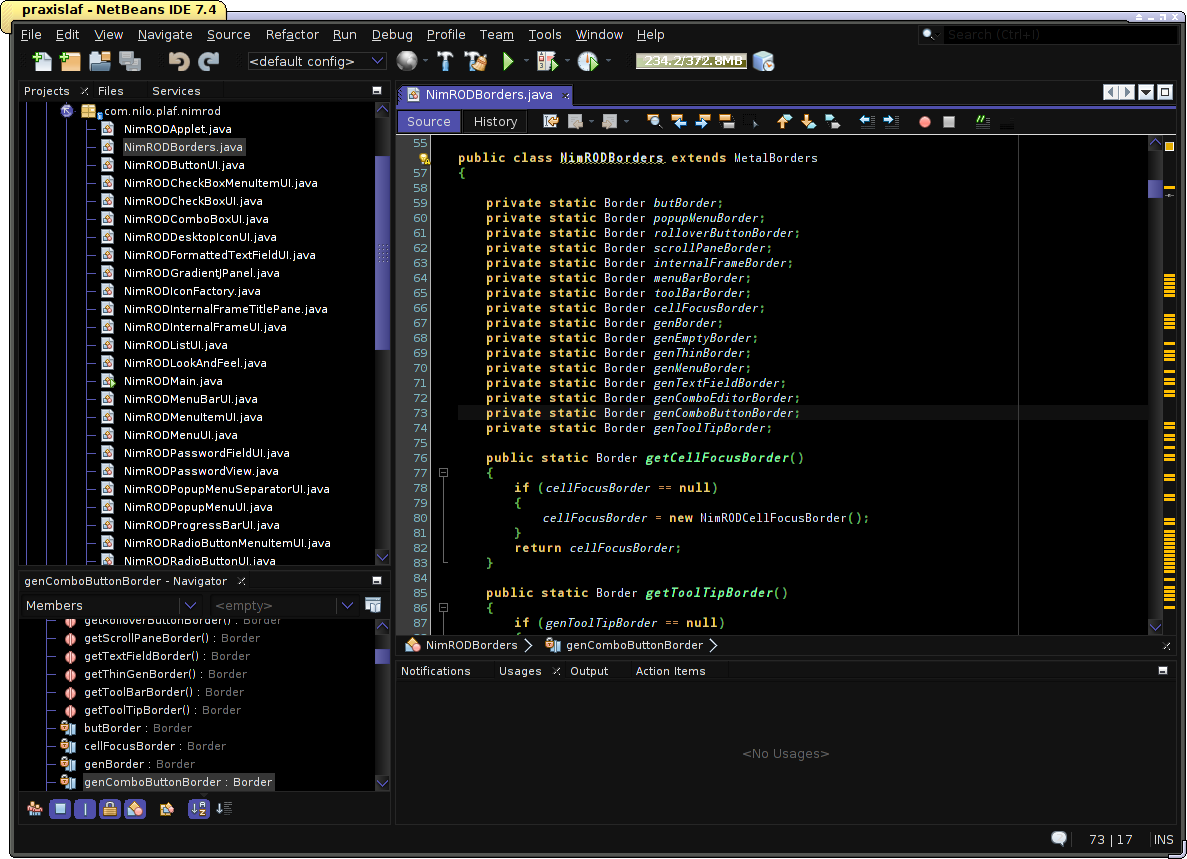 praxislaf - NetBeans IDE 7.4
File Edit View Navigate Source Refactor Run Debug Profile Team Tools Window Help
Search (Ctrl+I)
<default config>
234.2/372.8MB
Projects Files Services
com.nilo.plaf.nimrod
NimRODApplet.java
NimRODBorders.java
NimRODButtonUI.java
NimRODCheckBoxMenuItemUI.java
NimRODCheckBoxUI.java
NimRODComboBoxUI.java
NimRODDesktopIconUI.java
NimRODFormattedTextFieldUI.java
NimRODGradientJPanel.java
NimRODIconFactory.java
NimRODInternalFrameTitlePane.java
NimRODInternalFrameUI.java
NimRODListUI.java
NimRODLookAndFeel.java
NimRODMain.java
NimRODMenuBarUI.java
NimRODMenuItemUI.java
NimRODMenuUI.java
NimRODPasswordFieldUI.java
NimRODPasswordView.java
NimRODPopupMenuSeparatorUI.java
NimRODPopupMenuUI.java
NimRODProgressBarUI.java
NimRODRadioButtonMenuItemUI.java
NimRODRadioButtonUI.java
genComboButtonBorder - Navigator
Members <empty>
getRolloverButtonBorder() : Border
getScrollPaneBorder() : Border
getTextFieldBorder() : Border
getThinGenBorder() : Border
getToolBarBorder() : Border
getToolTipBorder() : Border
butBorder : Border
cellFocusBorder : Border
genBorder : Border
genComboButtonBorder : Border
NimRODBorders.java
Source History
55
public class NimRODBorders extends MetalBorders
57 {
58
59 private static Border butBorder;
60 private static Border popupMenuBorder;
61 private static Border rolloverButtonBorder;
62 private static Border scrollPaneBorder;
63 private static Border internalFrameBorder;
64 private static Border menuBarBorder;
65 private static Border toolBarBorder;
66 private static Border cellFocusBorder;
67 private static Border genBorder;
68 private static Border genEmptyBorder;
69 private static Border genThinBorder;
70 private static Border genMenuBorder;
71 private static Border genTextFieldBorder;
72 private static Border genComboEditorBorder;
73 private static Border genComboButtonBorder;
74 private static Border genToolTipBorder;
75
76 public static Border getCellFocusBorder()
77 {
78 if (cellFocusBorder == null)
79 {
80 cellFocusBorder = new NimRODCellFocusBorder();
81 }
82 return cellFocusBorder;
83 }
84
85 public static Border getToolTipBorder()
86 {
87 if (genToolTipBorder == null)
NimRODBorders genComboButtonBorder
Notifications Usages Output Action Items
<No Usages>
73 | 17 INS